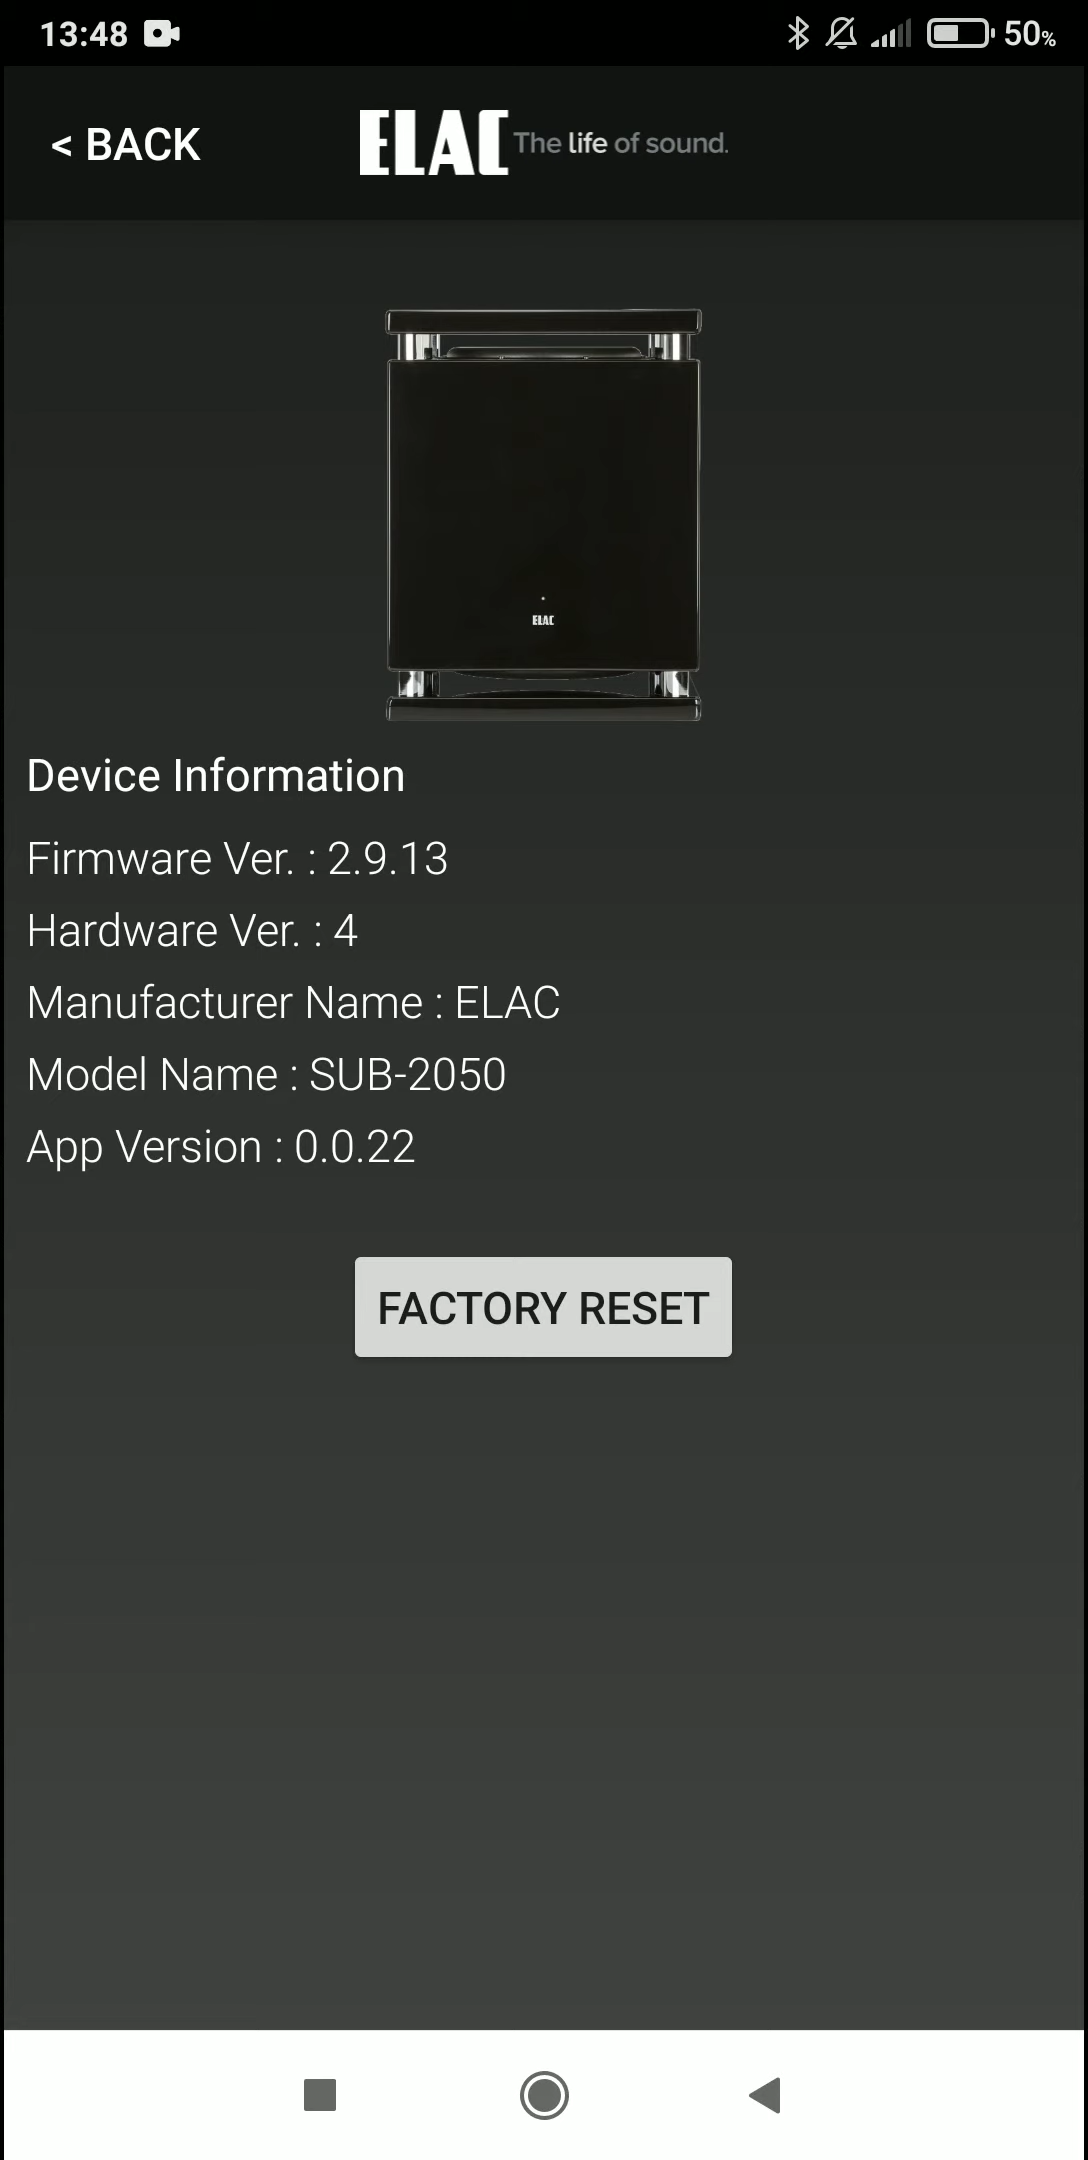 13:48
50%
< BACK
ELAC The life of sound.
ELAC
Device Information
Firmware Ver. : 2.9.13
Hardware Ver. : 4
Manufacturer Name : ELAC
Model Name : SUB-2050
App Version : 0.0.22
FACTORY RESET